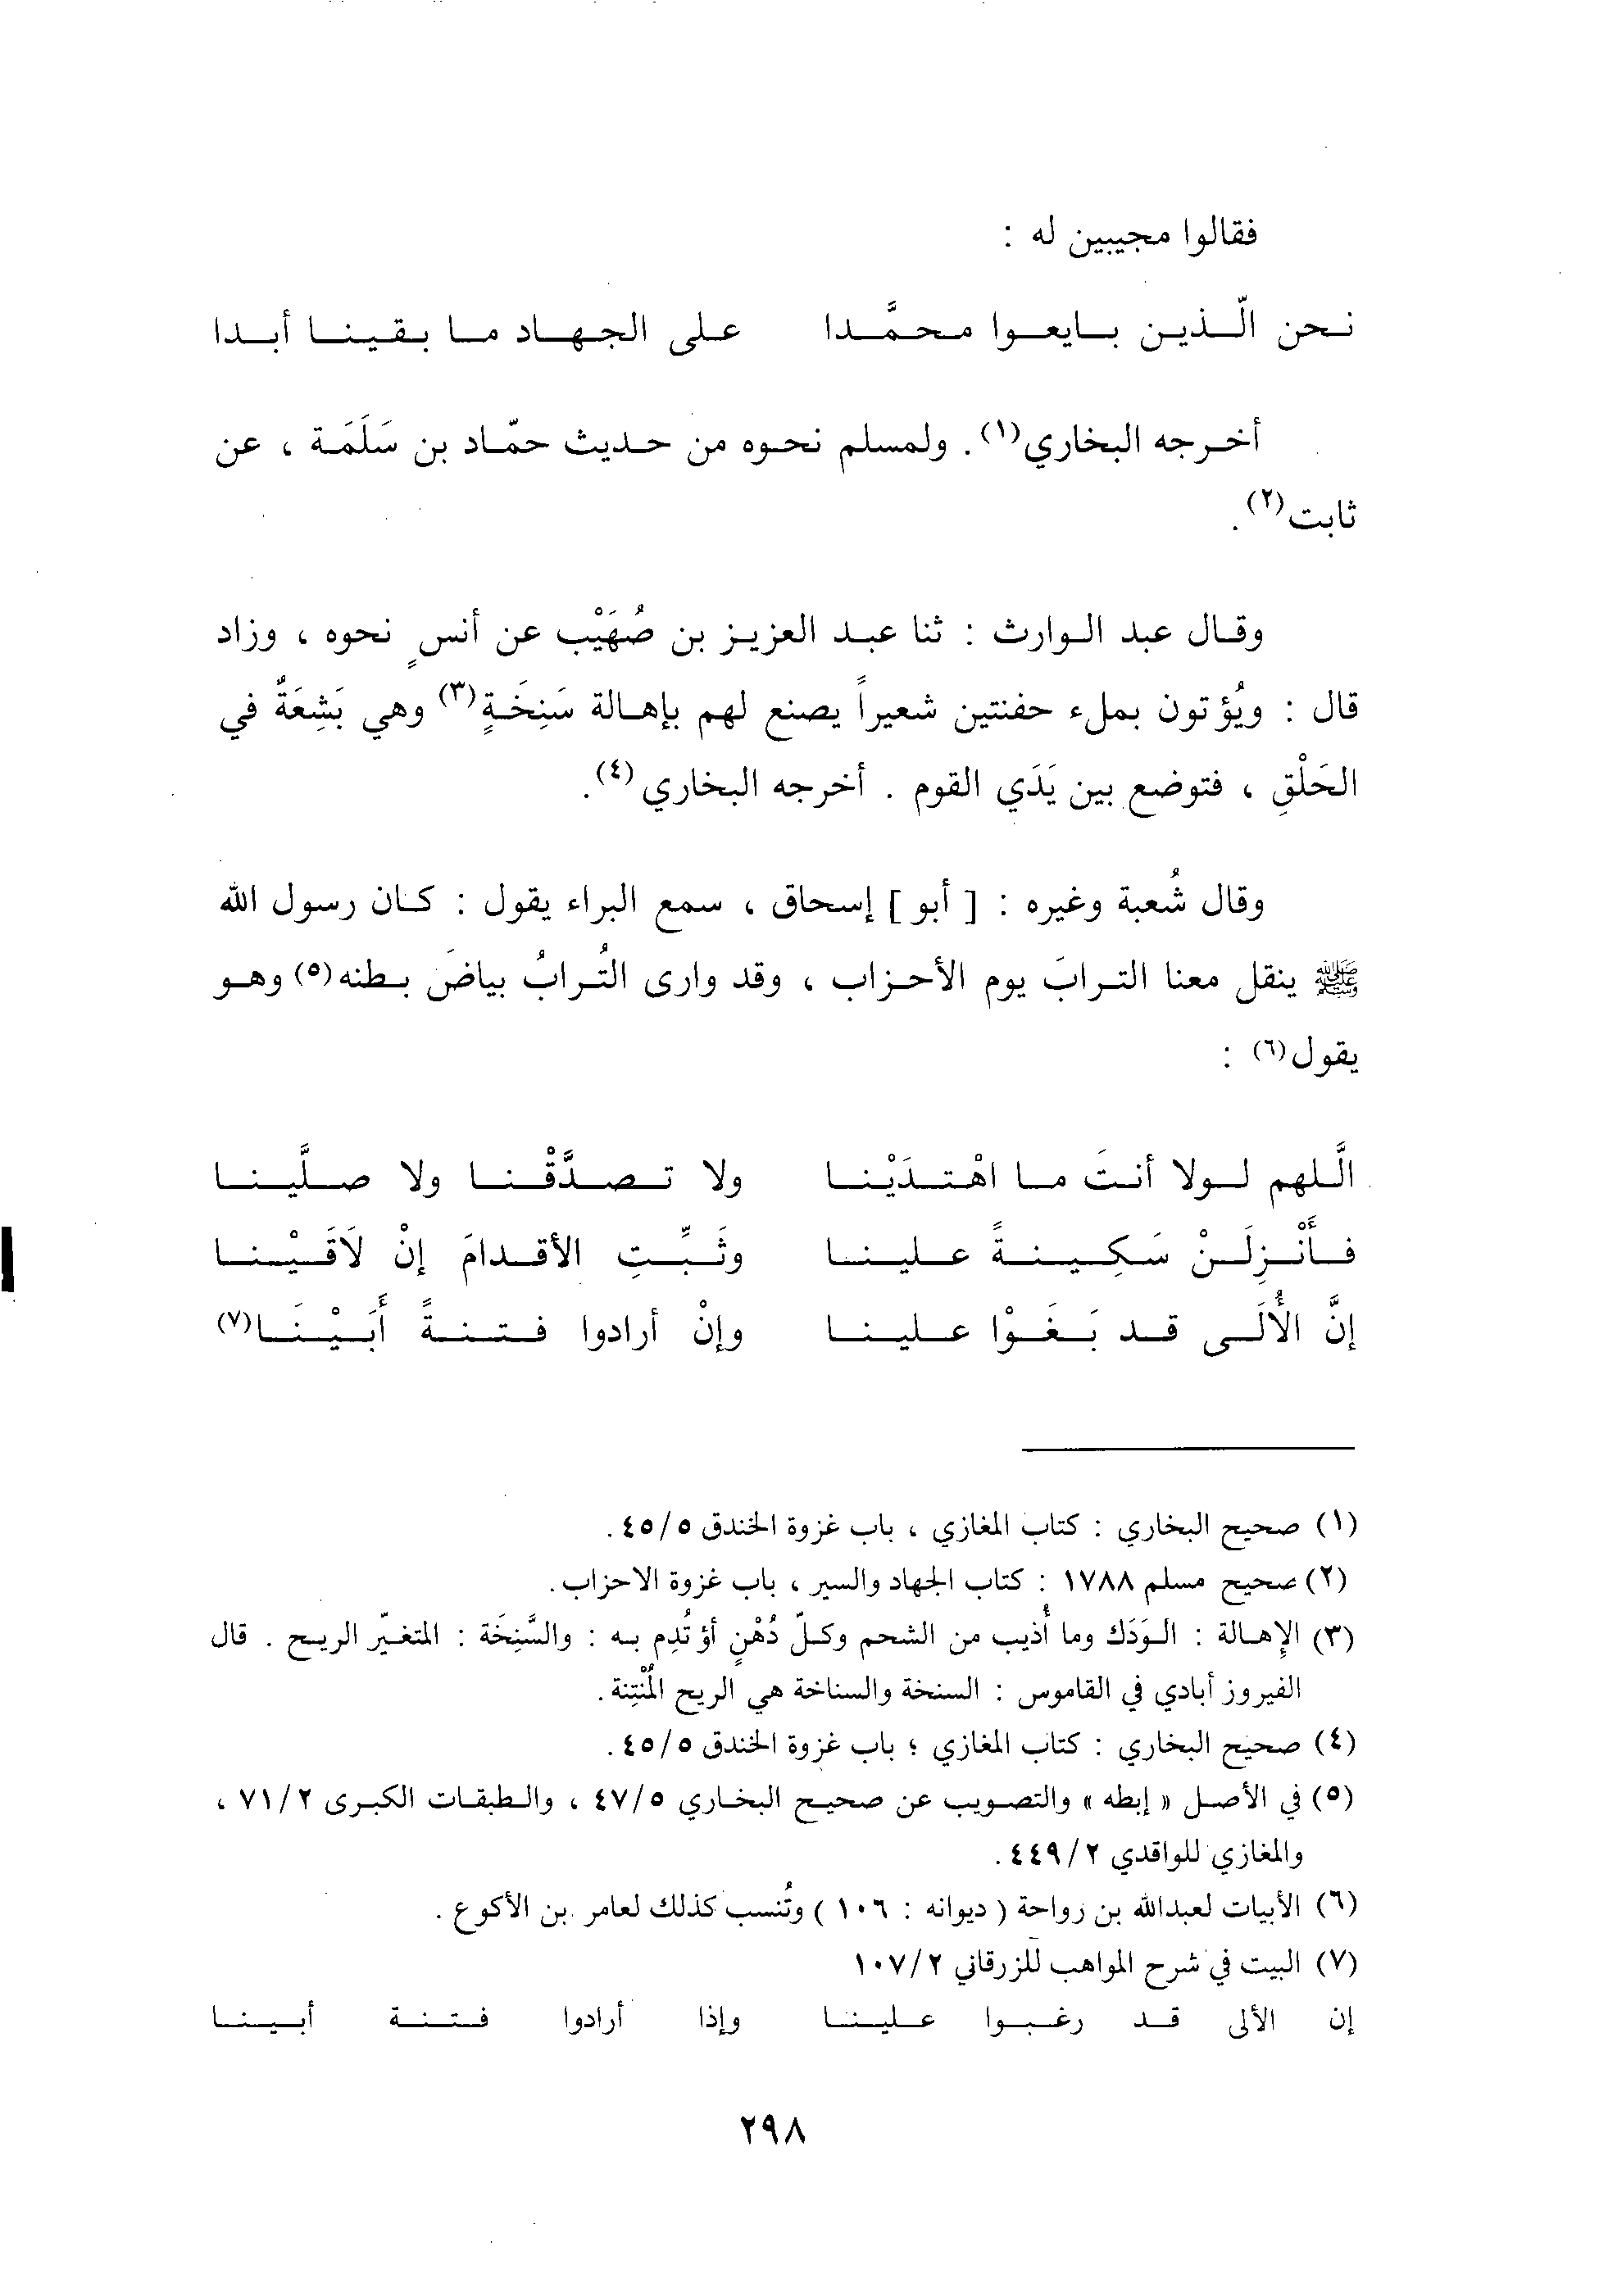 فقالوا مجيبين له :
نحن الّذين بايعوا محمَّدا على الجهاد ما بقينا أبدا
أخرجه البخاري(١) . ولمسلم نحوه من حديث حمّاد بن سَلَمَة ، عن
ثابت(٢) .
وقال عبد الوارث : ثنا عبد العزيز بن صُهَيْب عن أنسٍ نحوه ، وزاد
قال : ويُؤتون بملء حفنتين شعيراً يصنع لهم بإهالة سَنِخَةٍ(٣) وهي بَشِعَةٌ في
الحَلْقِ ، فتوضع بين يَدَي القوم . أخرجه البخاري(٤) .
وقال شُعبة وغيره : [ أبو ] إسحاق ، سمع البراء يقول : كان رسول الله
ﷺ ينقل معنا الترابَ يوم الأحزاب ، وقد وارى التُرابُ بياضَ بطنه(٥) وهو
يقول(٦) :
الَّلهم لولا أنتَ ما اهْتدَيْنا ولا تصدَّقْنا ولا صلَّينا
فأَنْزِلَنْ سَكِينةً علينا وثَبِّتِ الأقدامَ إنْ لاَقَيْنا
إنَّ الأُلَى قد بَغَوْا علينا وإنْ أرادوا فتنةً أَبَيْنَا(٧)
(١) صحيح البخاري : كتاب المغازي ، باب غزوة الخندق ٤٥/٥ .
(٢) صحيح مسلم ١٧٨٨ : كتاب الجهاد والسير ، باب غزوة الاحزاب .
(٣) الإهالة : الوَدَك وما أُذيب من الشحم وكلّ دُهْنٍ أؤتُدِم به : والسَّنِخَة : المتغيّر الريح . قال
الفيروز أبادي في القاموس : السنخة والسناخة هي الريح المُنْتِنة .
(٤) صحيح البخاري : كتاب المغازي ؛ باب غزوة الخندق ٤٥/٥ .
(٥) في الأصل « إبطه » والتصويب عن صحيح البخاري ٤٧/٥ ، والطبقات الكبرى ٧١/٢ ،
والمغازي للواقدي ٤٤٩/٢ .
(٦) الأبيات لعبدالله بن رواحة ( ديوانه : ١٠٦ ) وتُنسب كذلك لعامر بن الأكوع .
(٧) البيت في شرح المواهب للزرقاني ١٠٧/٢
إن الألى قد رغبوا علينا وإذا أرادوا فتنة أبينا
٢٩٨